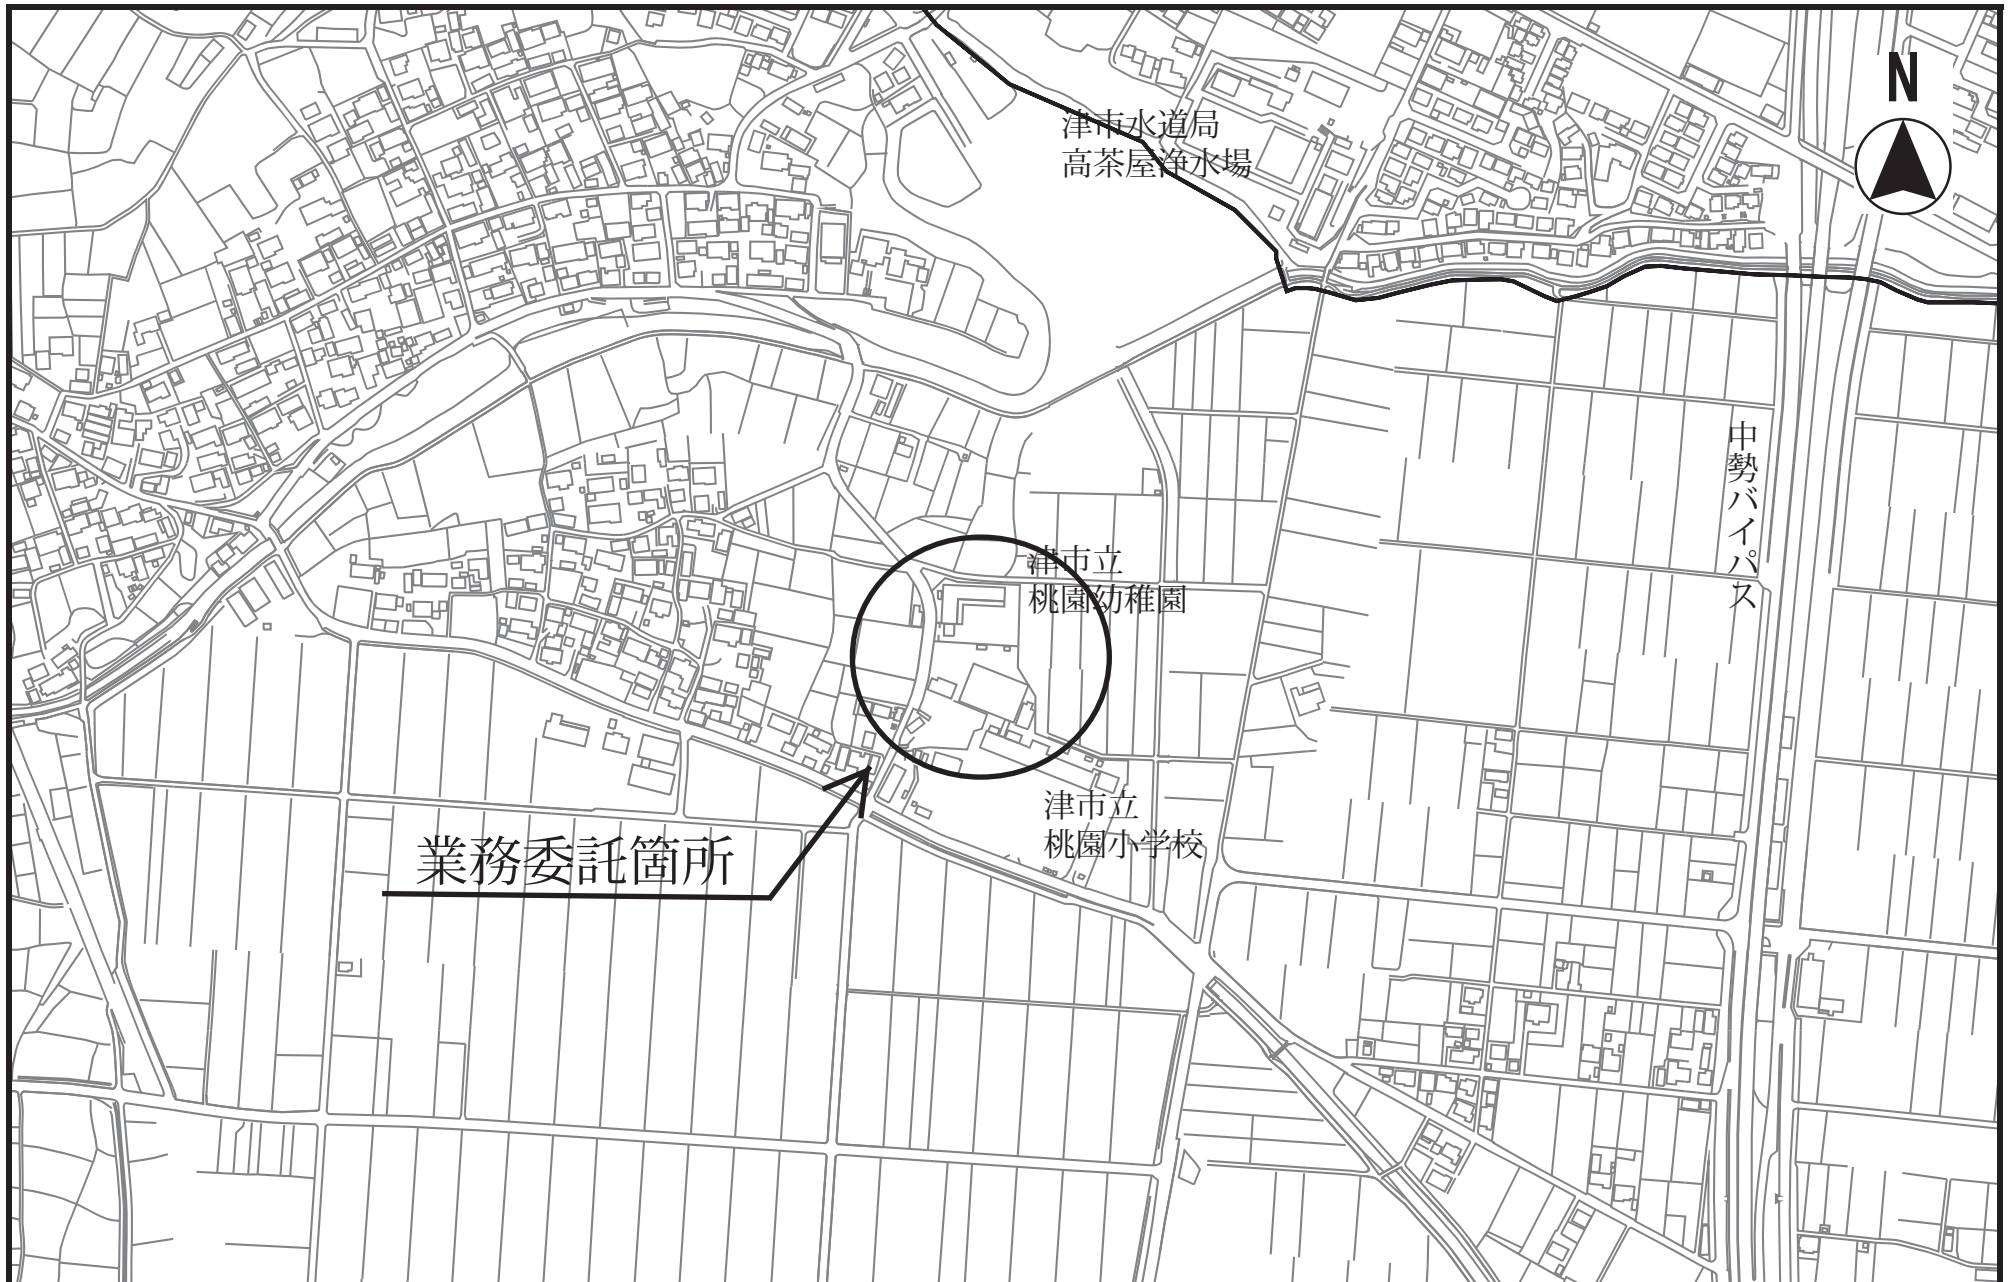 N
津市水道局
高茶屋浄水場
中勢バイパス
津市立
桃園幼稚園
津市立
桃園小学校
業務委託箇所